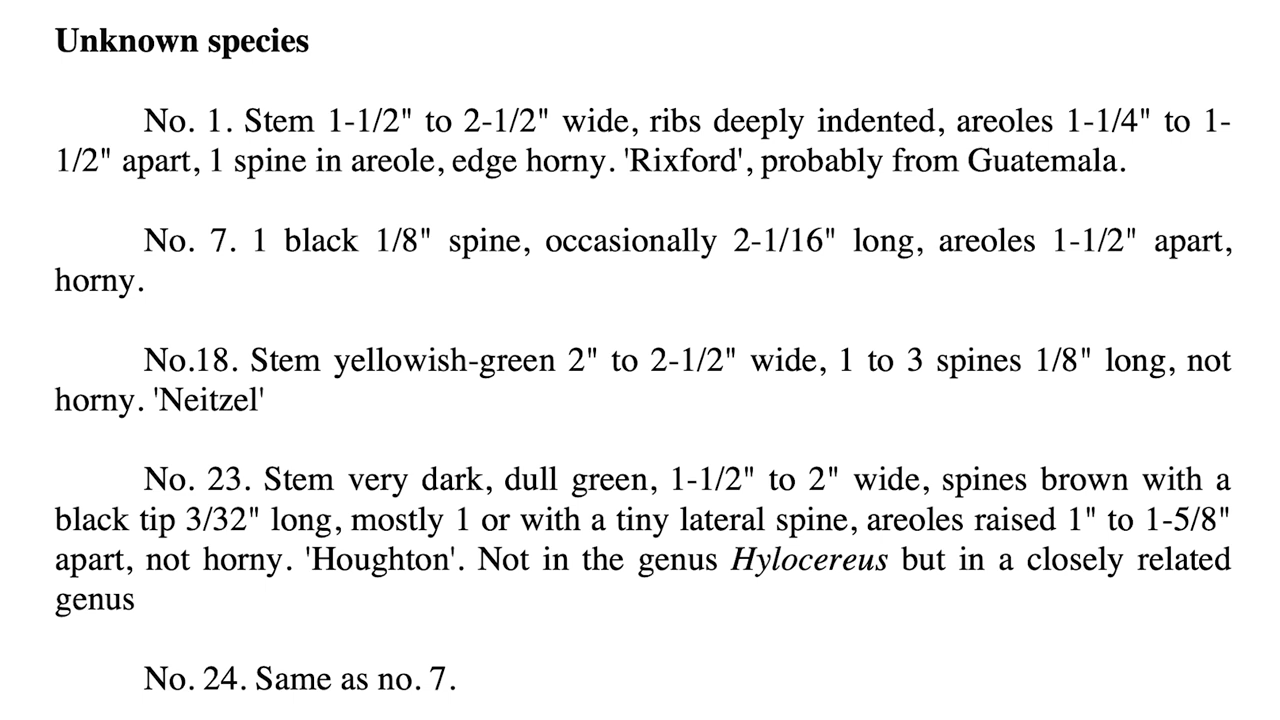 Unknown species
No. 1. Stem 1-1/2" to 2-1/2" wide, ribs deeply indented, areoles 1-1/4" to 1-
1/2" apart, 1 spine in areole, edge horny. 'Rixford', probably from Guatemala.
No. 7. 1 black 1/8" spine, occasionally 2-1/16" long, areoles 1-1/2" apart,
horny.
No.18. Stem yellowish-green 2" to 2-1/2" wide, 1 to 3 spines 1/8" long, not
horny. 'Neitzel'
No. 23. Stem very dark, dull green, 1-1/2" to 2" wide, spines brown with a
black tip 3/32" long, mostly 1 or with a tiny lateral spine, areoles raised 1" to 1-5/8"
apart, not horny. 'Houghton'. Not in the genus Hylocereus but in a closely related
genus
No. 24. Same as no. 7.